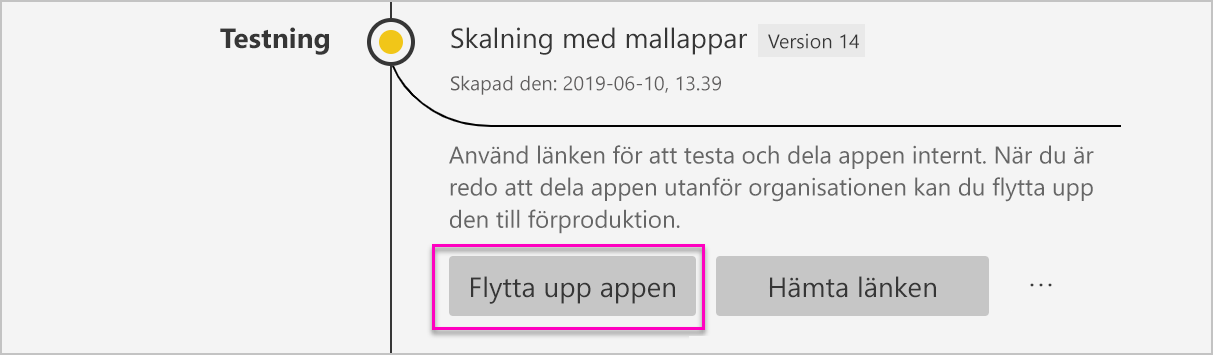 Testning
Skalning med mallappar Version 14
Skapad den: 2019-06-10, 13.39
Använd länken för att testa och dela appen internt. När du är
redo att dela appen utanför organisationen kan du flytta upp
den till förproduktion.
Flytta upp appen Hämta länken ...